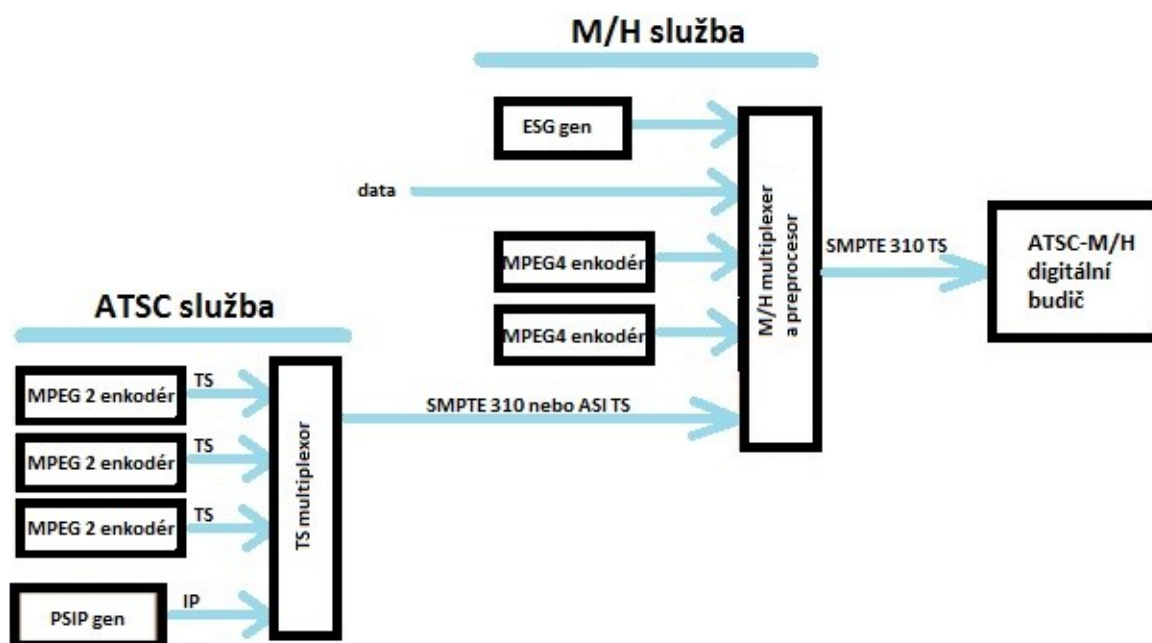 M/H služba
ESG gen
data
MPEG4 enkodér
MPEG4 enkodér
M/H multiplexer
a preprocesor
SMPTE 310 TS
ATSC-M/H
digitální
budič
ATSC služba
MPEG 2 enkodér
TS
MPEG 2 enkodér
TS
MPEG 2 enkodér
TS
PSIP gen
IP
TS multiplexor
SMPTE 310 nebo ASI TS